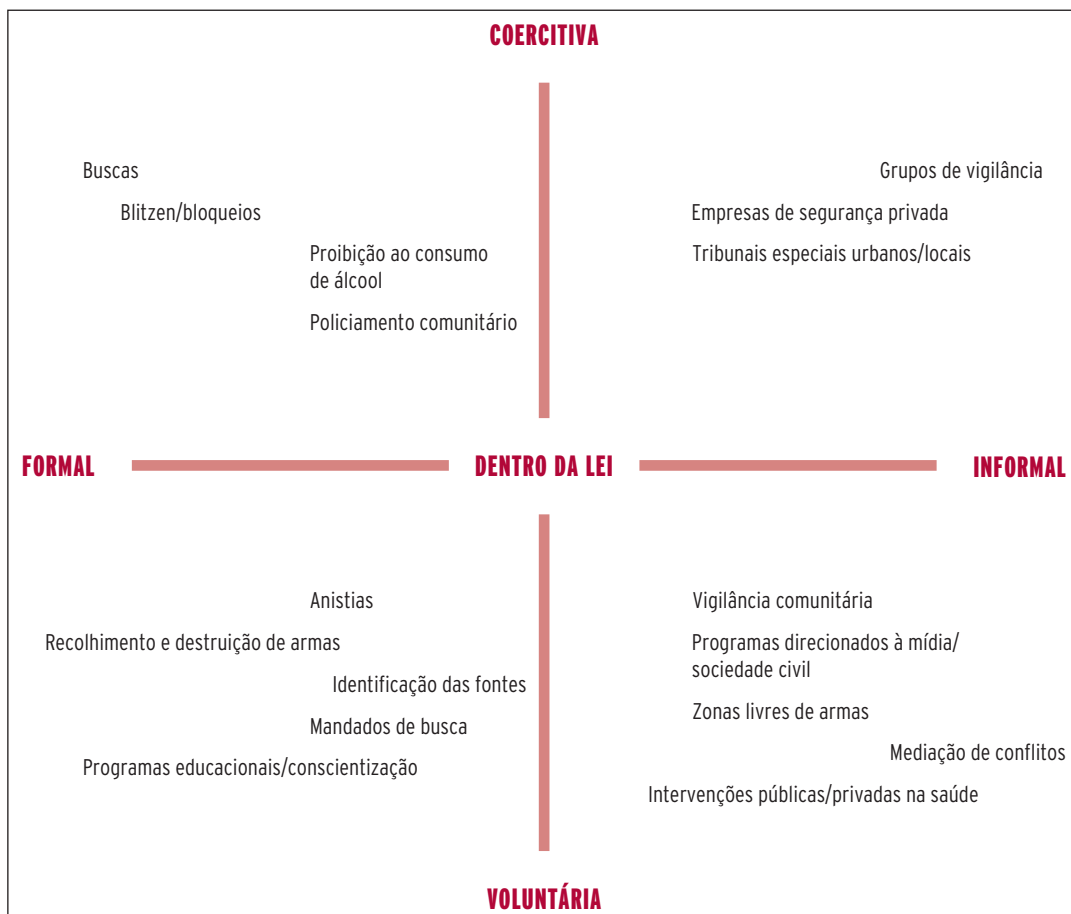 COERCITIVA
Buscas
Blitzen/bloqueios
Proibição ao consumo
de álcool
Policiamento comunitário
Grupos de vigilância
Empresas de segurança privada
Tribunais especiais urbanos/locais
FORMAL
DENTRO DA LEI
INFORMAL
Anistias
Recolhimento e destruição de armas
Identificação das fontes
Mandados de busca
Programas educacionais/conscientização
Vigilância comunitária
Programas direcionados à mídia/
sociedade civil
Zonas livres de armas
Mediação de conflitos
Intervenções públicas/privadas na saúde
VOLUNTÁRIA